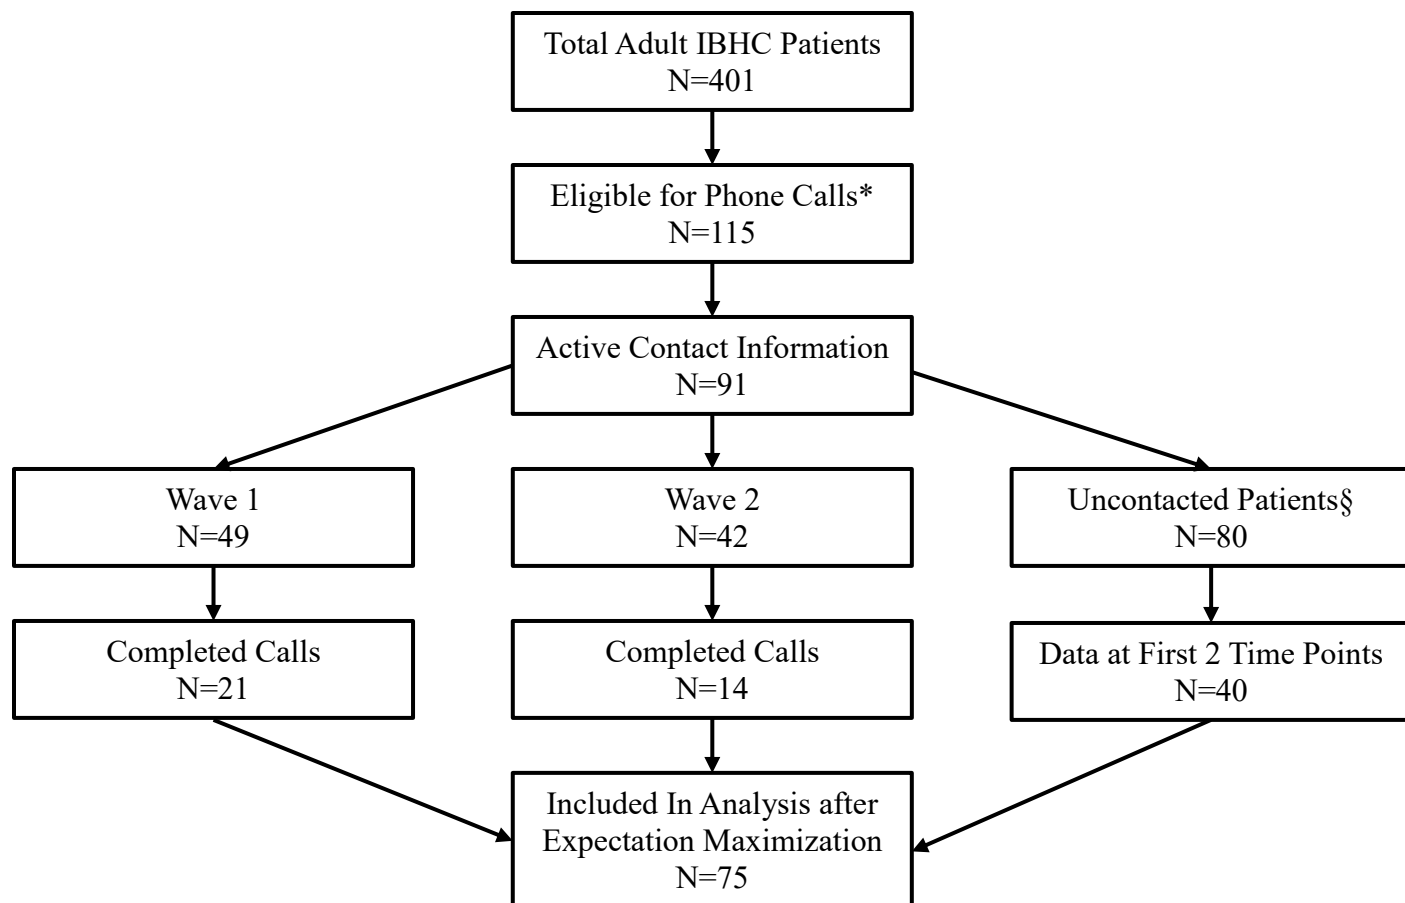 Total Adult IBHC Patients
N=401
Eligible for Phone Calls*
N=115
Active Contact Information
N=91
Wave 1
N=49
Wave 2
N=42
Uncontacted Patients§
N=80
Completed Calls
N=21
Completed Calls
N=14
Data at First 2 Time Points
N=40
Included In Analysis after
Expectation Maximization
N=75